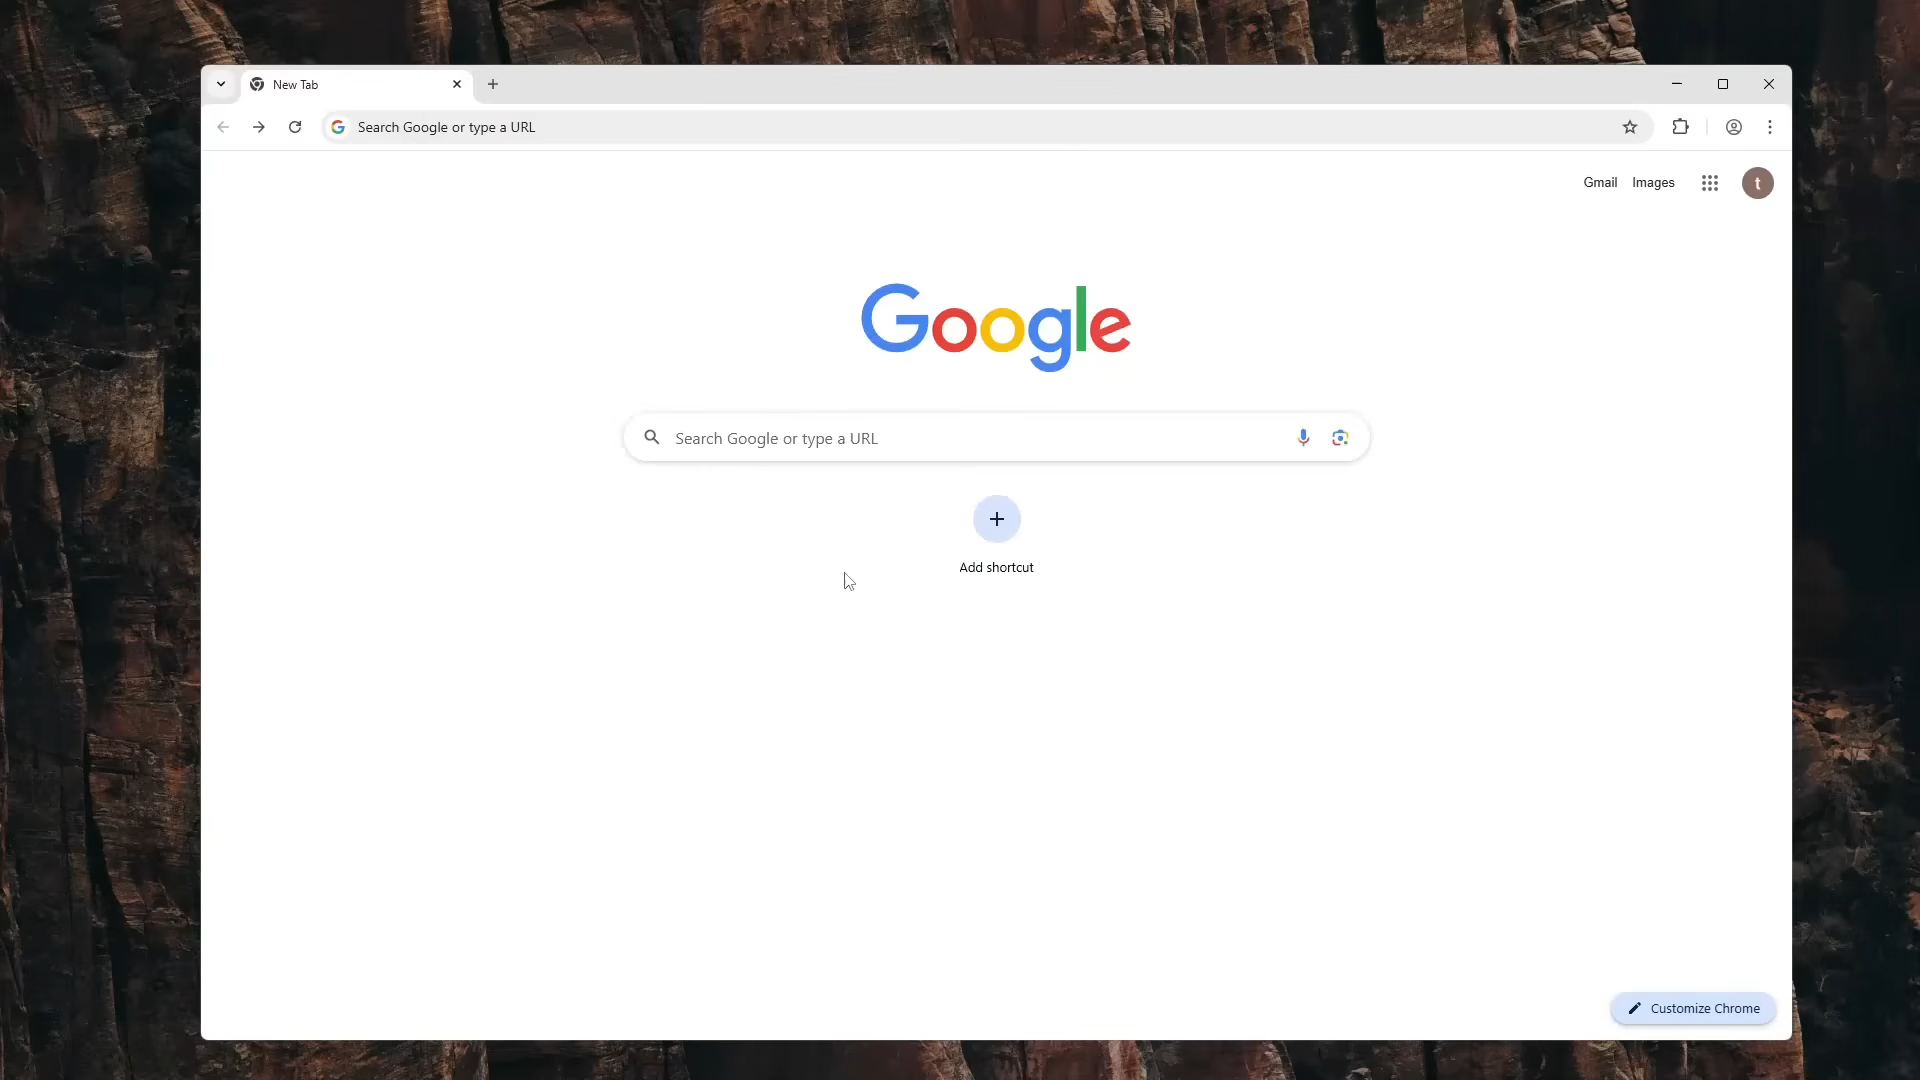 New Tab
Search Google or type a URL
Gmail Images t
Google
Search Google or type a URL
Add shortcut
Customize Chrome